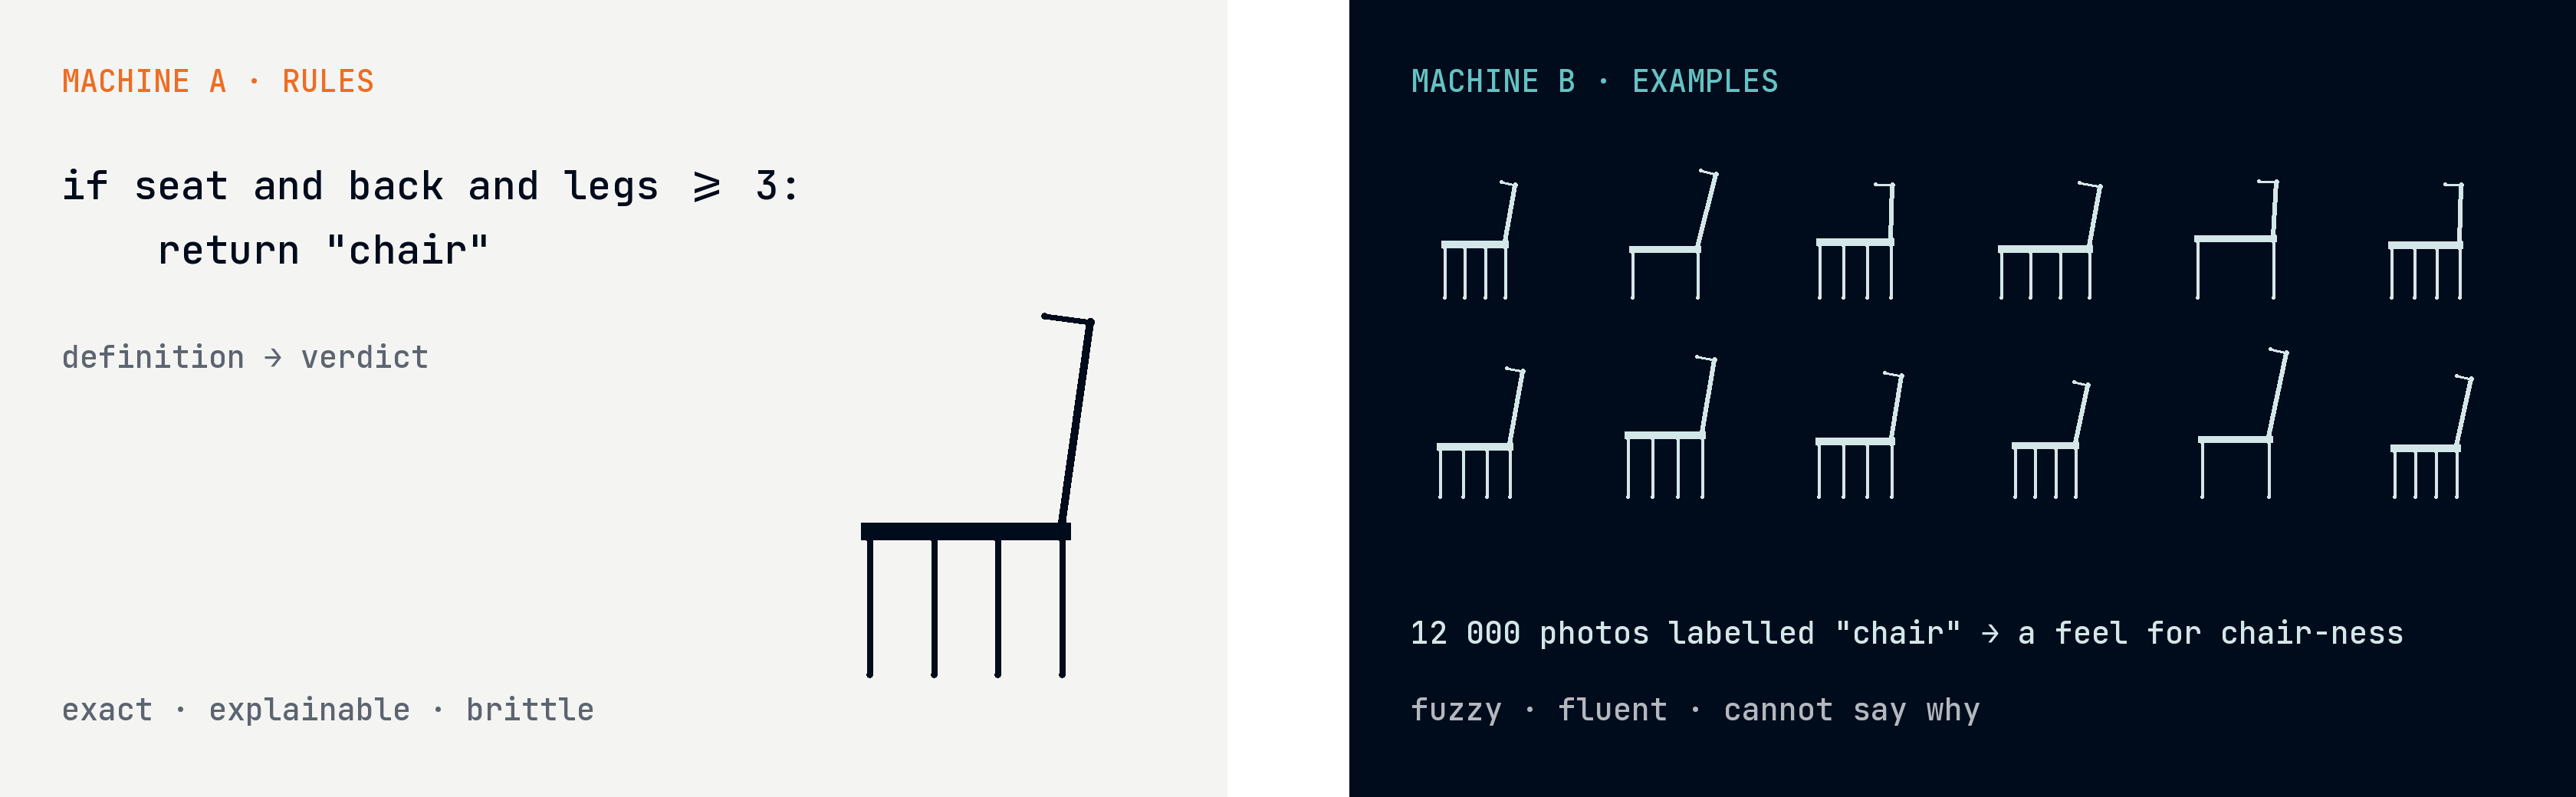 MACHINE A · RULES
if seat and back and legs ⩾ 3:
    return "chair"
definition → verdict
exact · explainable · brittle
MACHINE B · EXAMPLES
12 000 photos labelled "chair" → a feel for chair-ness
fuzzy · fluent · cannot say why